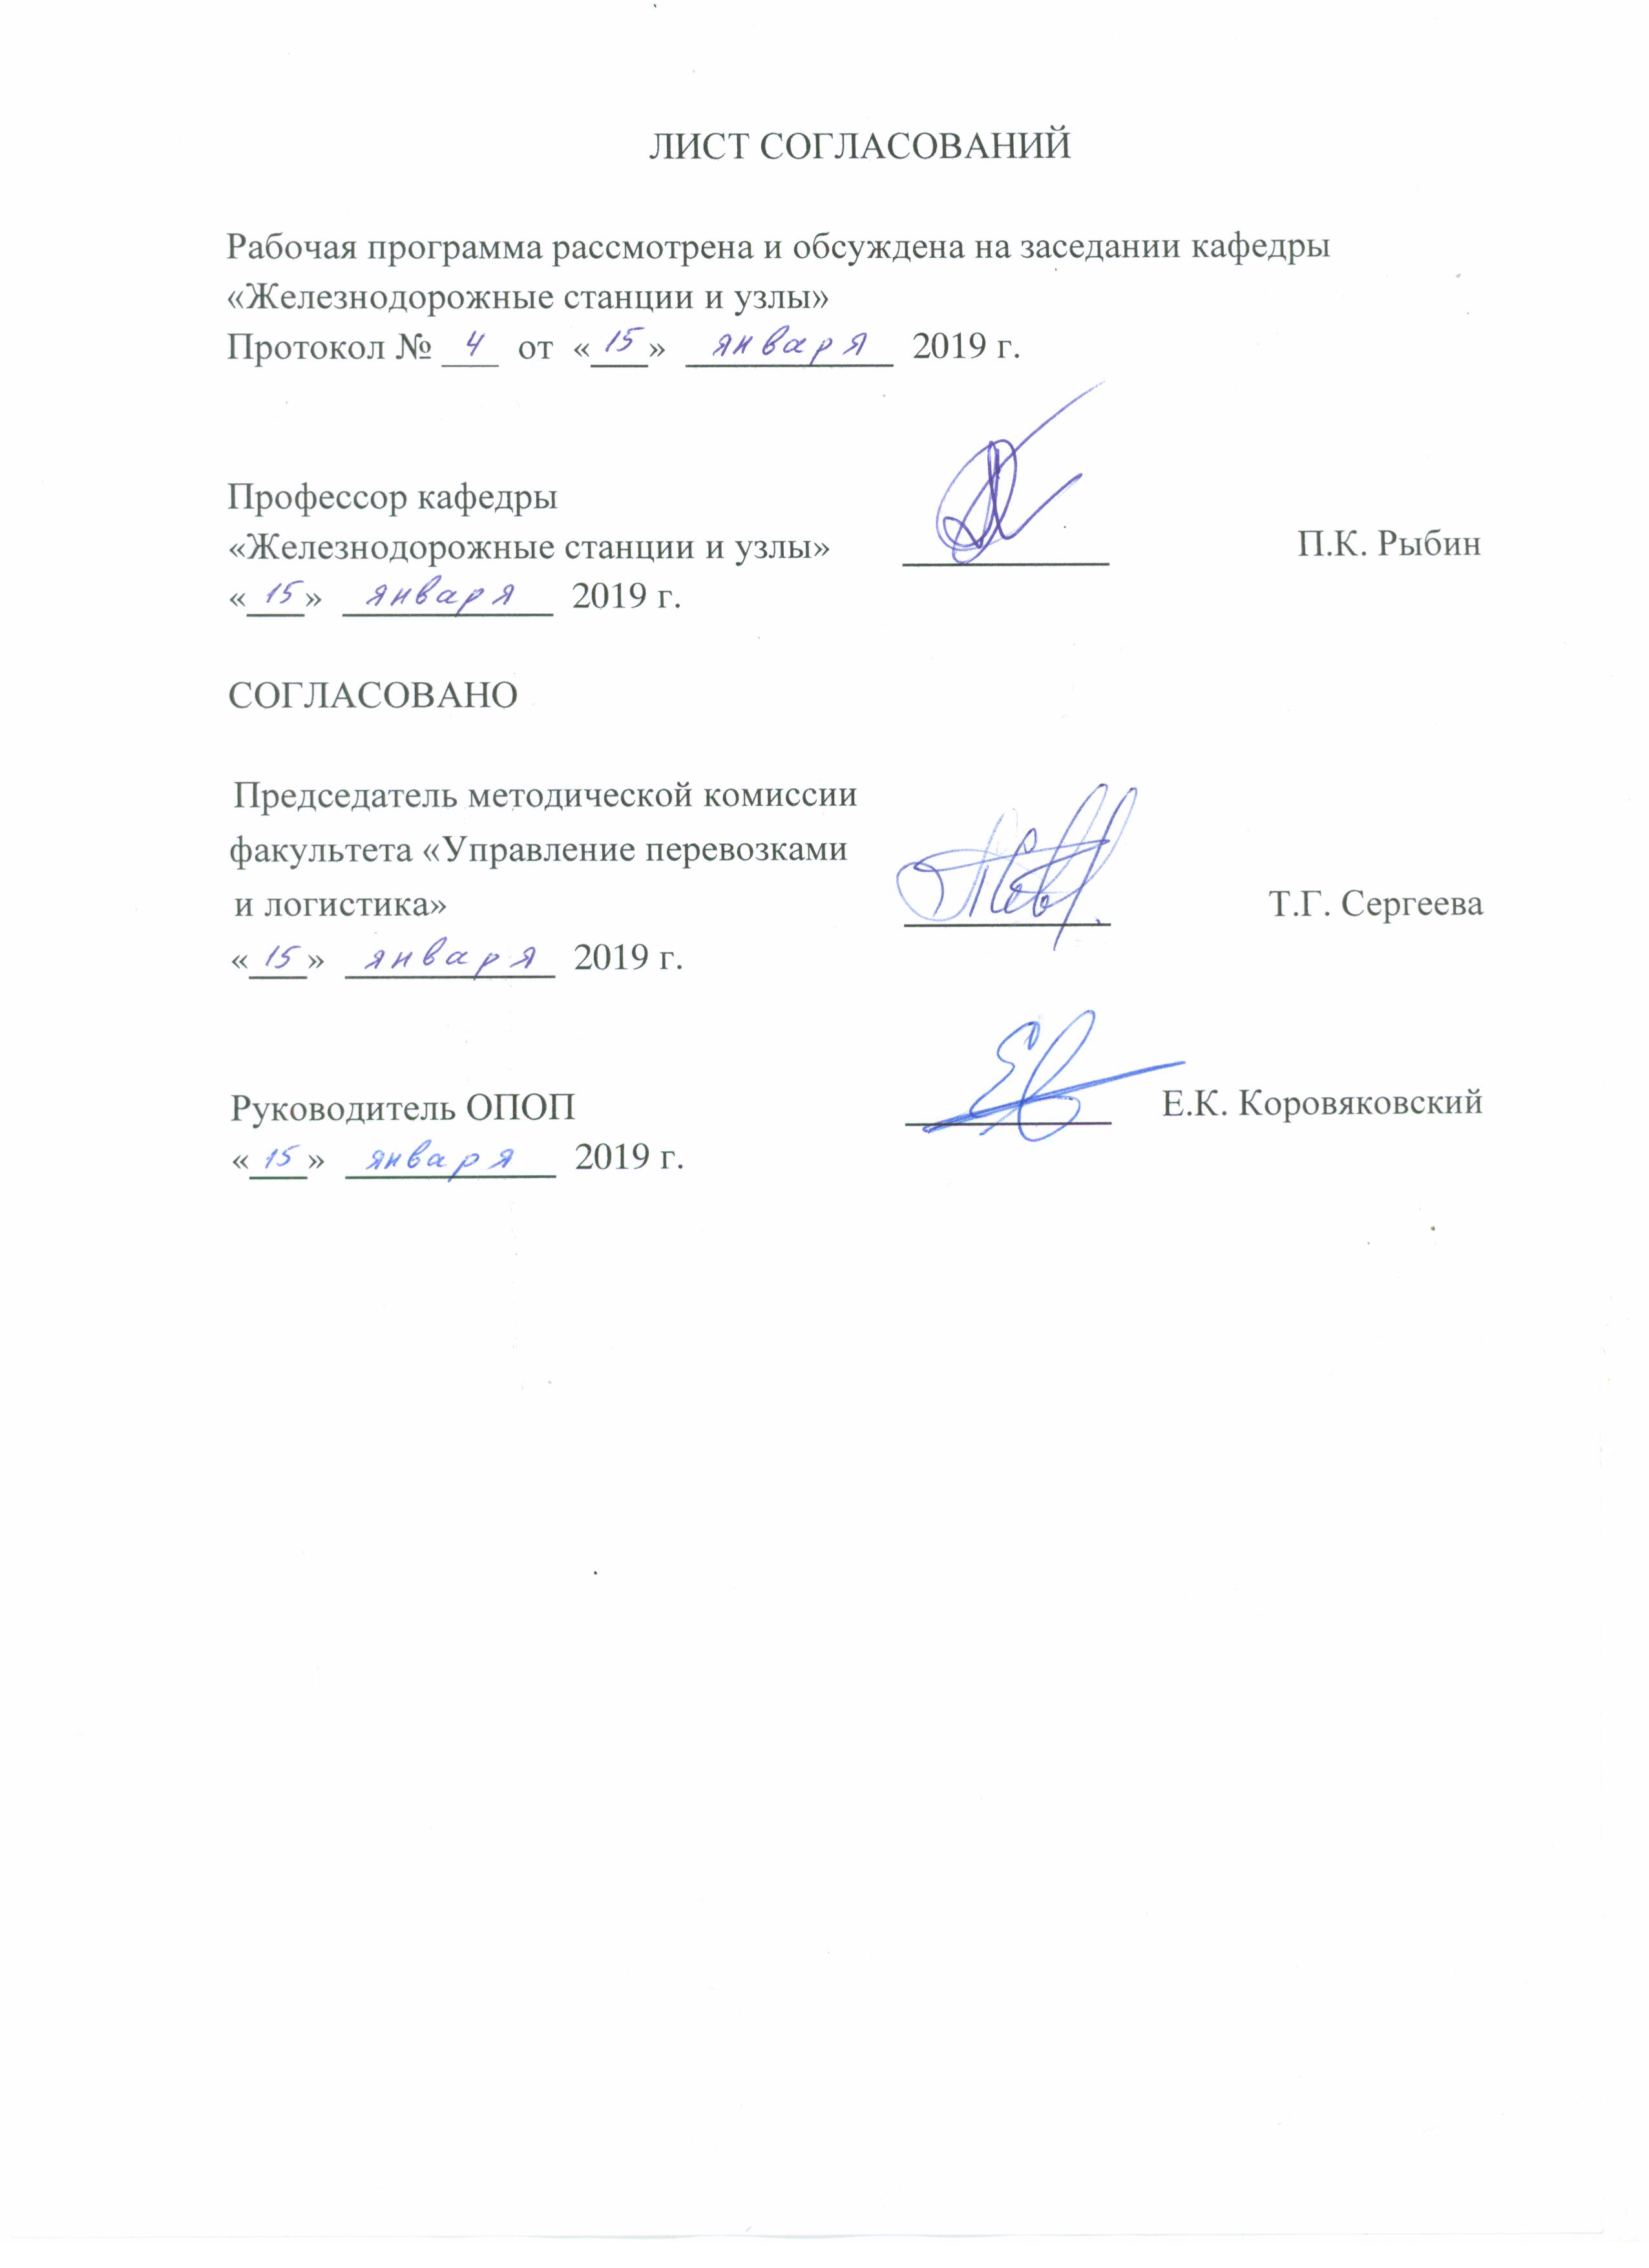 ЛИСТ СОГЛАСОВАНИЙ
Рабочая программа рассмотрена и обсуждена на заседании кафедры
«Железнодорожные станции и узлы»
Протокол № 4 от «15» января 2019 г.
Профессор кафедры
«Железнодорожные станции и узлы» П.К. Рыбин
«15» января 2019 г.
СОГЛАСОВАНО
Председатель методической комиссии
факультета «Управление перевозками
и логистика» Т.Г. Сергеева
«15» января 2019 г.
Руководитель ОПОП Е.К. Коровяковский
«15» января 2019 г.